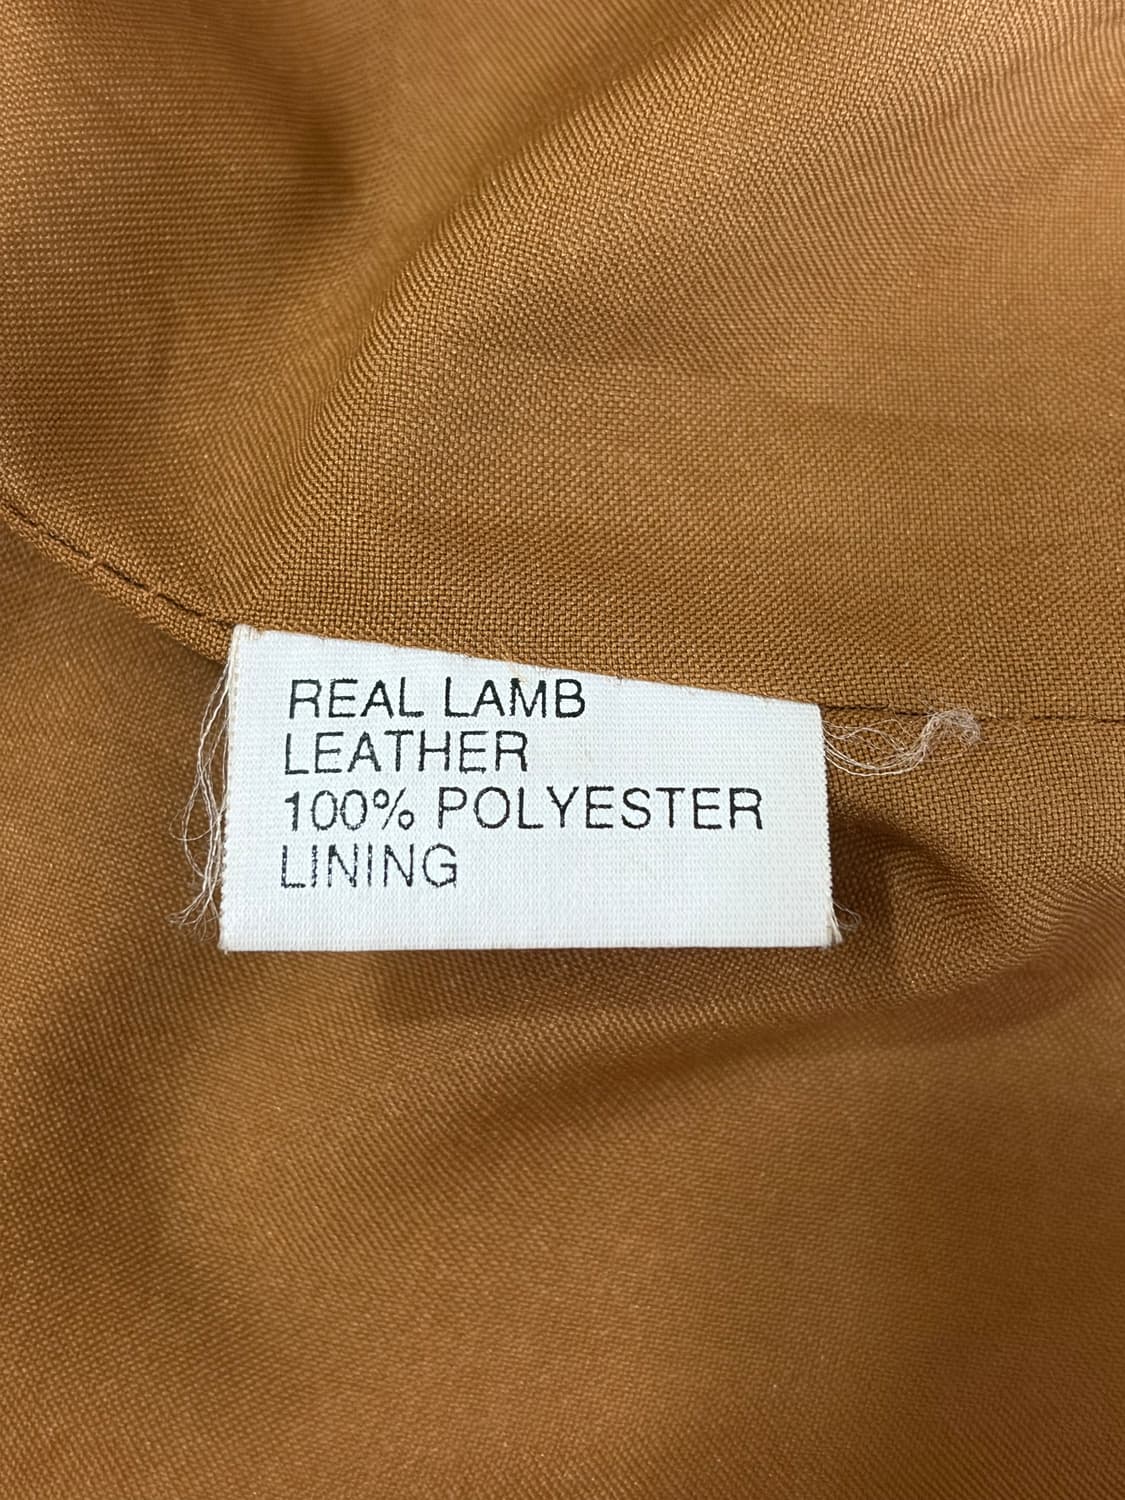 REAL LAMB
LEATHER
100% POLYESTER
LINING